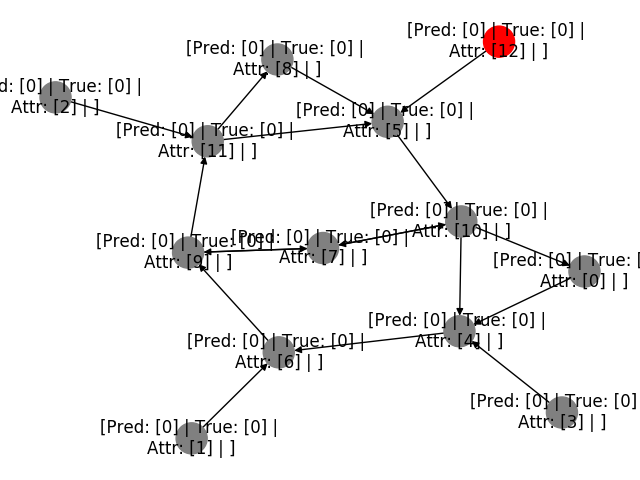 [Pred: [0] | True: [0] |
Attr: [12] | ]
[Pred: [0] | True: [0] |
Attr: [8] | ]
d: [0] | True: [0] |
Attr: [2] | ]
[Pred: [0] | True: [0] |
Attr: [5] | ]
[Pred: [0] | True: [0] |
Attr: [11] | ]
[Pred: [0] | True: [0] |
Attr: [10] | ]
[Pred: [0] | True: [0] |
Attr: [9] | ]
[Pred: [0] | True: [0] |
Attr: [7] | ]
[Pred: [0] | True: [
Attr: [0] | ]
[Pred: [0] | True: [0] |
Attr: [4] | ]
[Pred: [0] | True: [0] |
Attr: [6] | ]
[Pred: [0] | True: [0]
Attr: [3] | ]
[Pred: [0] | True: [0] |
Attr: [1] | ]